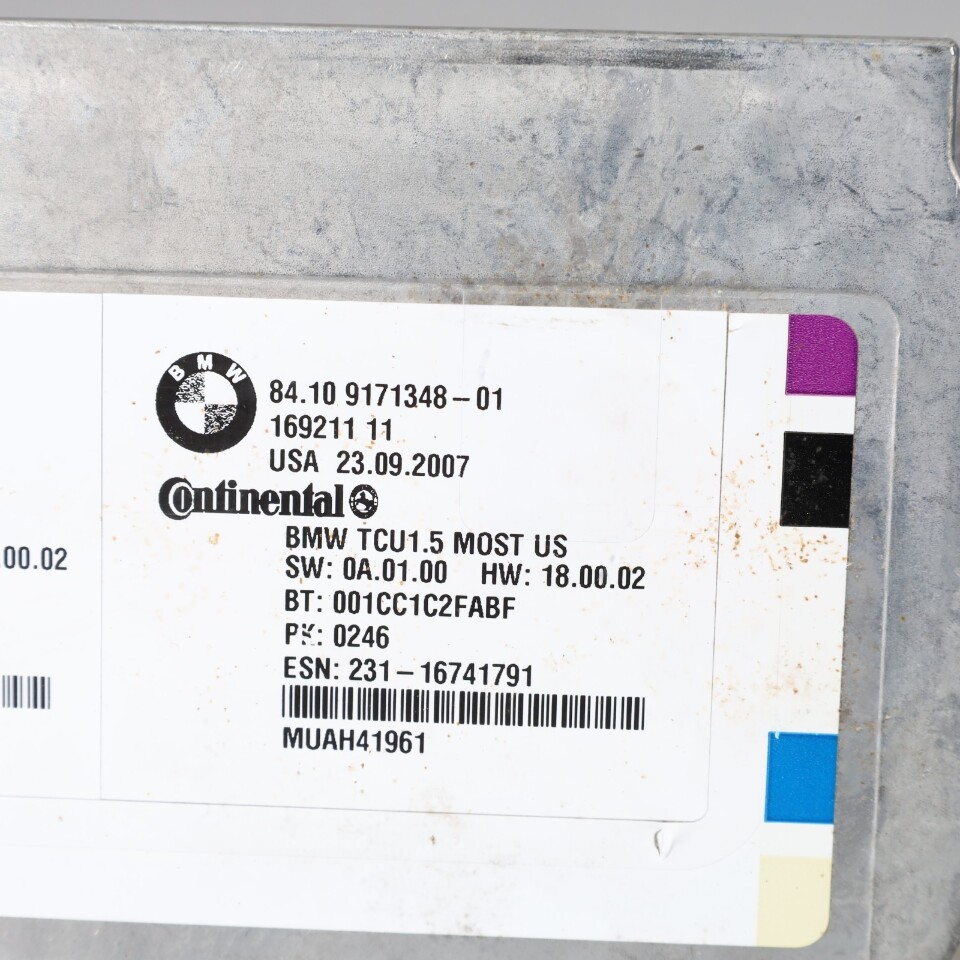 BMW
84.10 9171348-01
169211 11
USA 23.09.2007
Continental
BMW TCU1.5 MOST US
.00.02
SW: 0A.01.00 HW: 18.00.02
BT: 001CC1C2FABF
PK: 0246
ESN: 231-16741791
MUAH41961